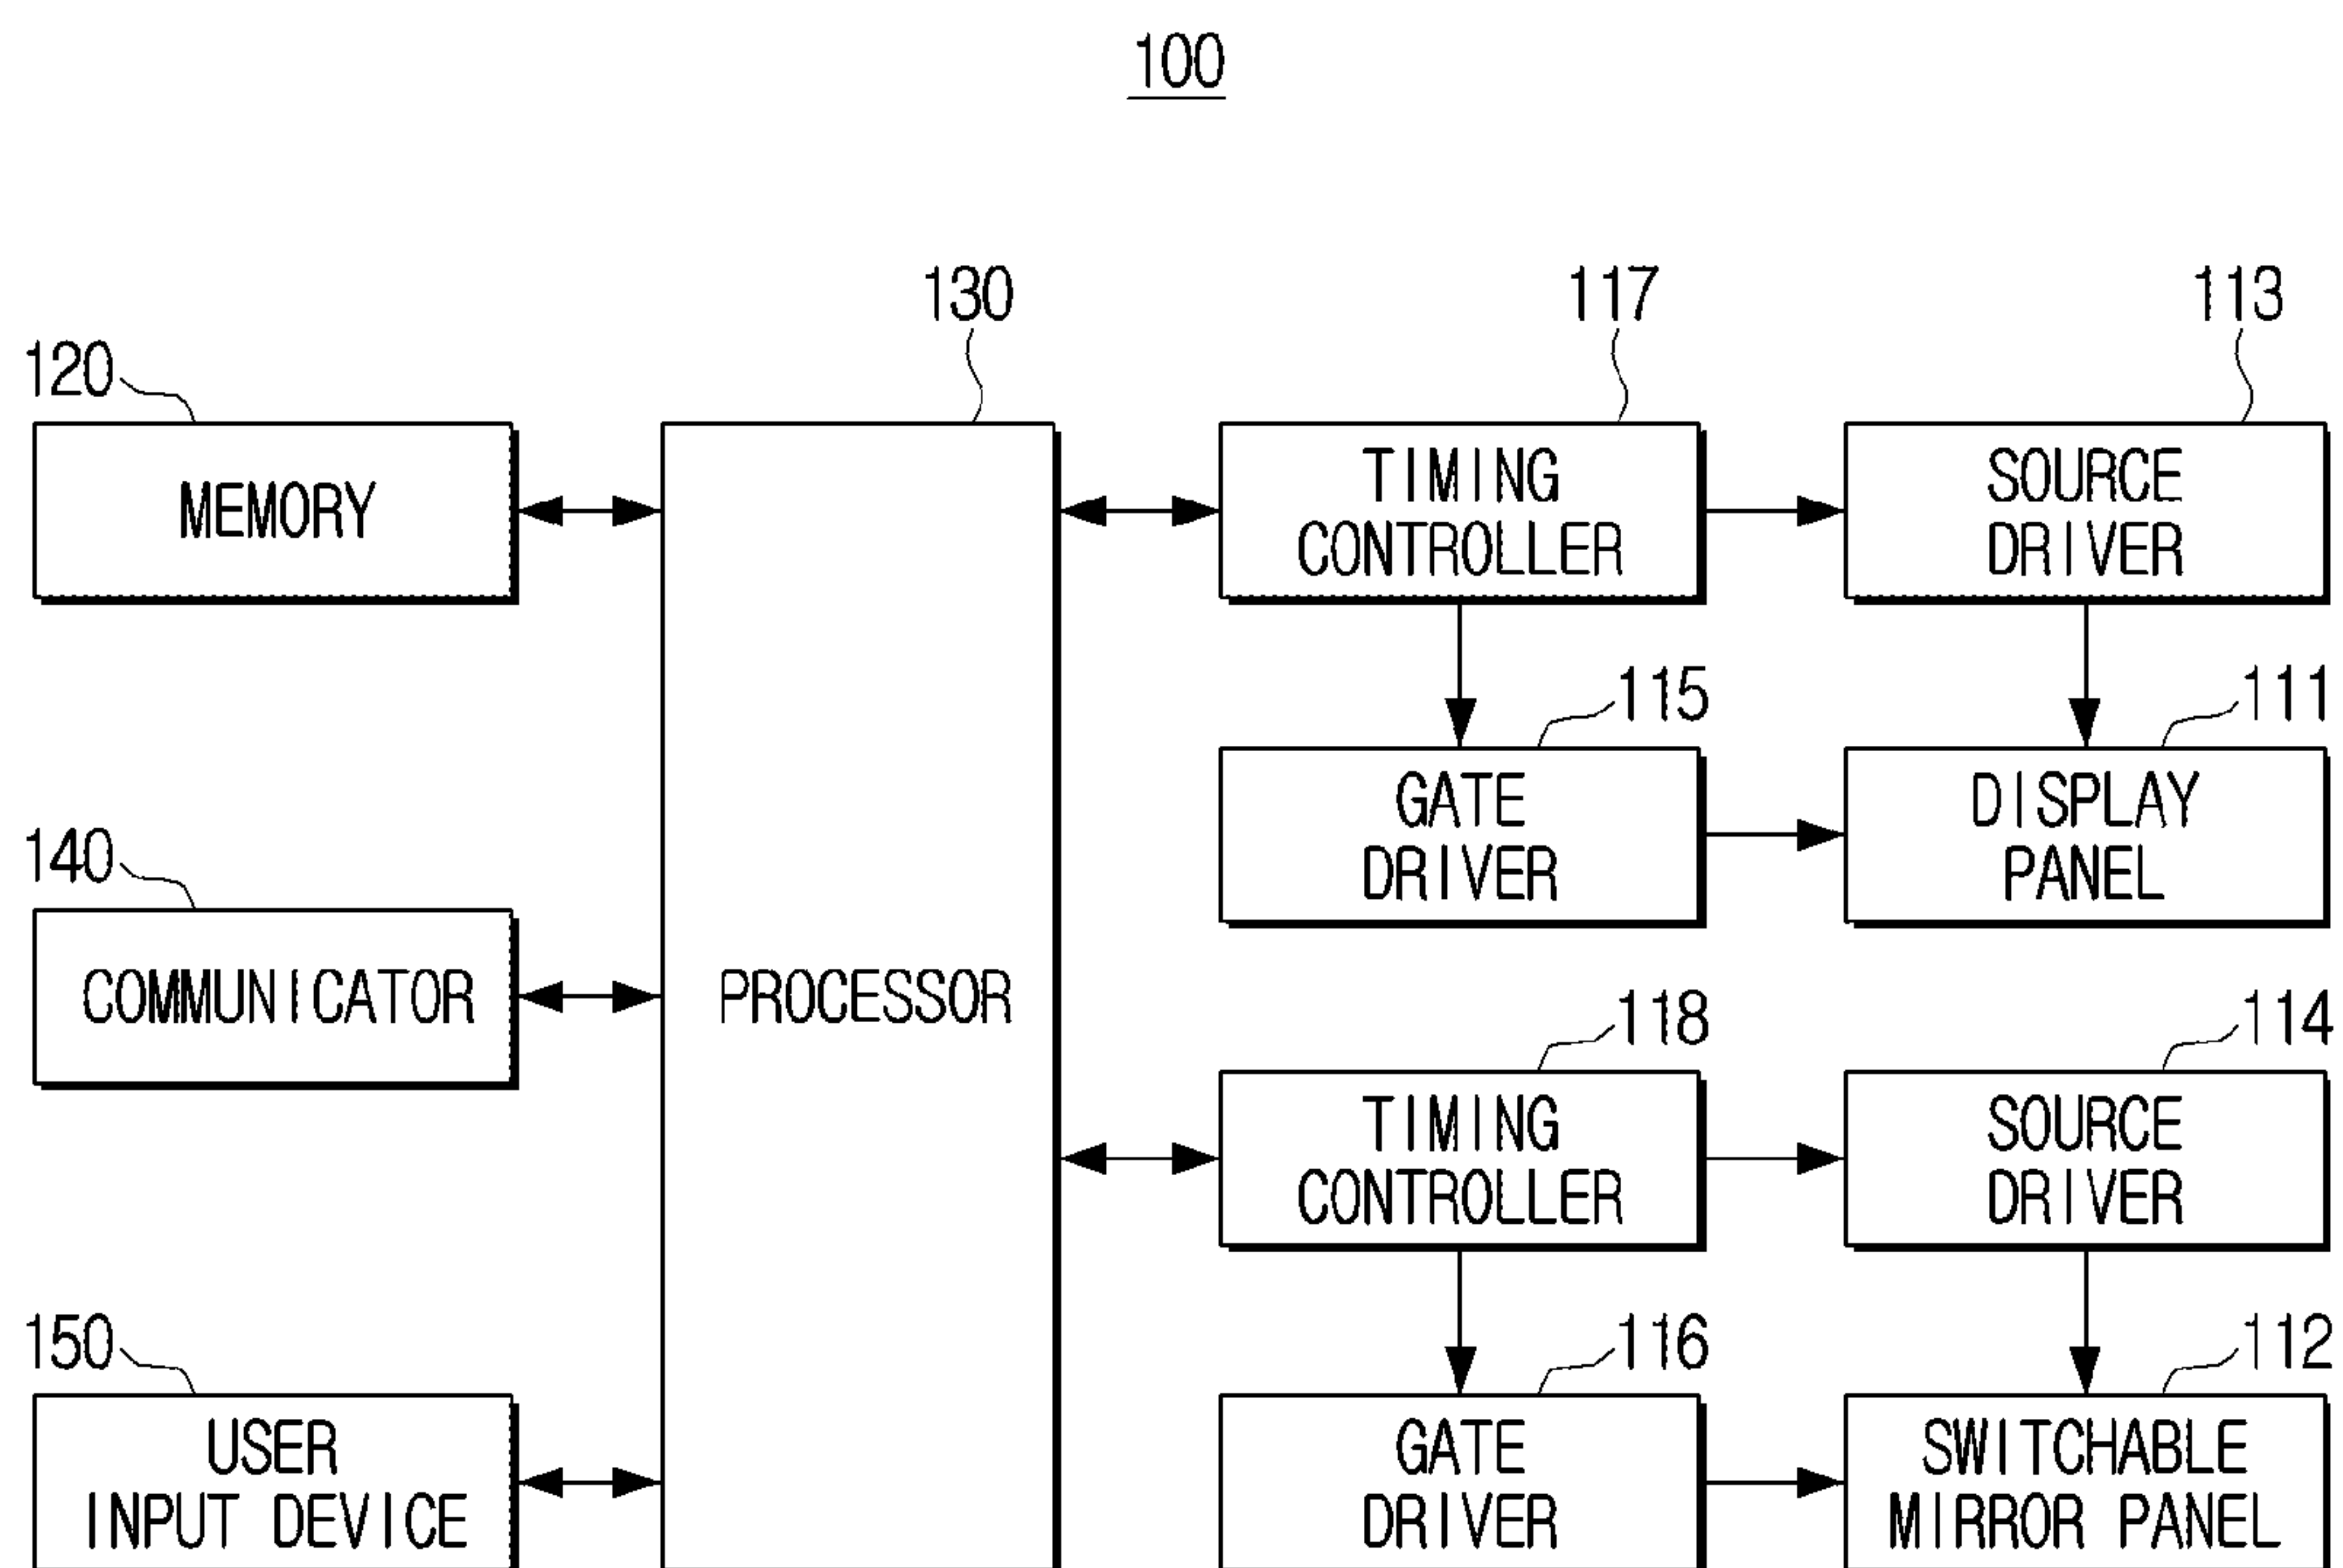 100
130
117
113
120
MEMORY
TIMING
CONTROLLER
SOURCE
DRIVER
115
111
GATE
DRIVER
DISPLAY
PANEL
140
COMMUNICATOR
PROCESSOR
118
114
TIMING
CONTROLLER
SOURCE
DRIVER
150
116
112
USER
INPUT DEVICE
GATE
DRIVER
SWITCHABLE
MIRROR PANEL